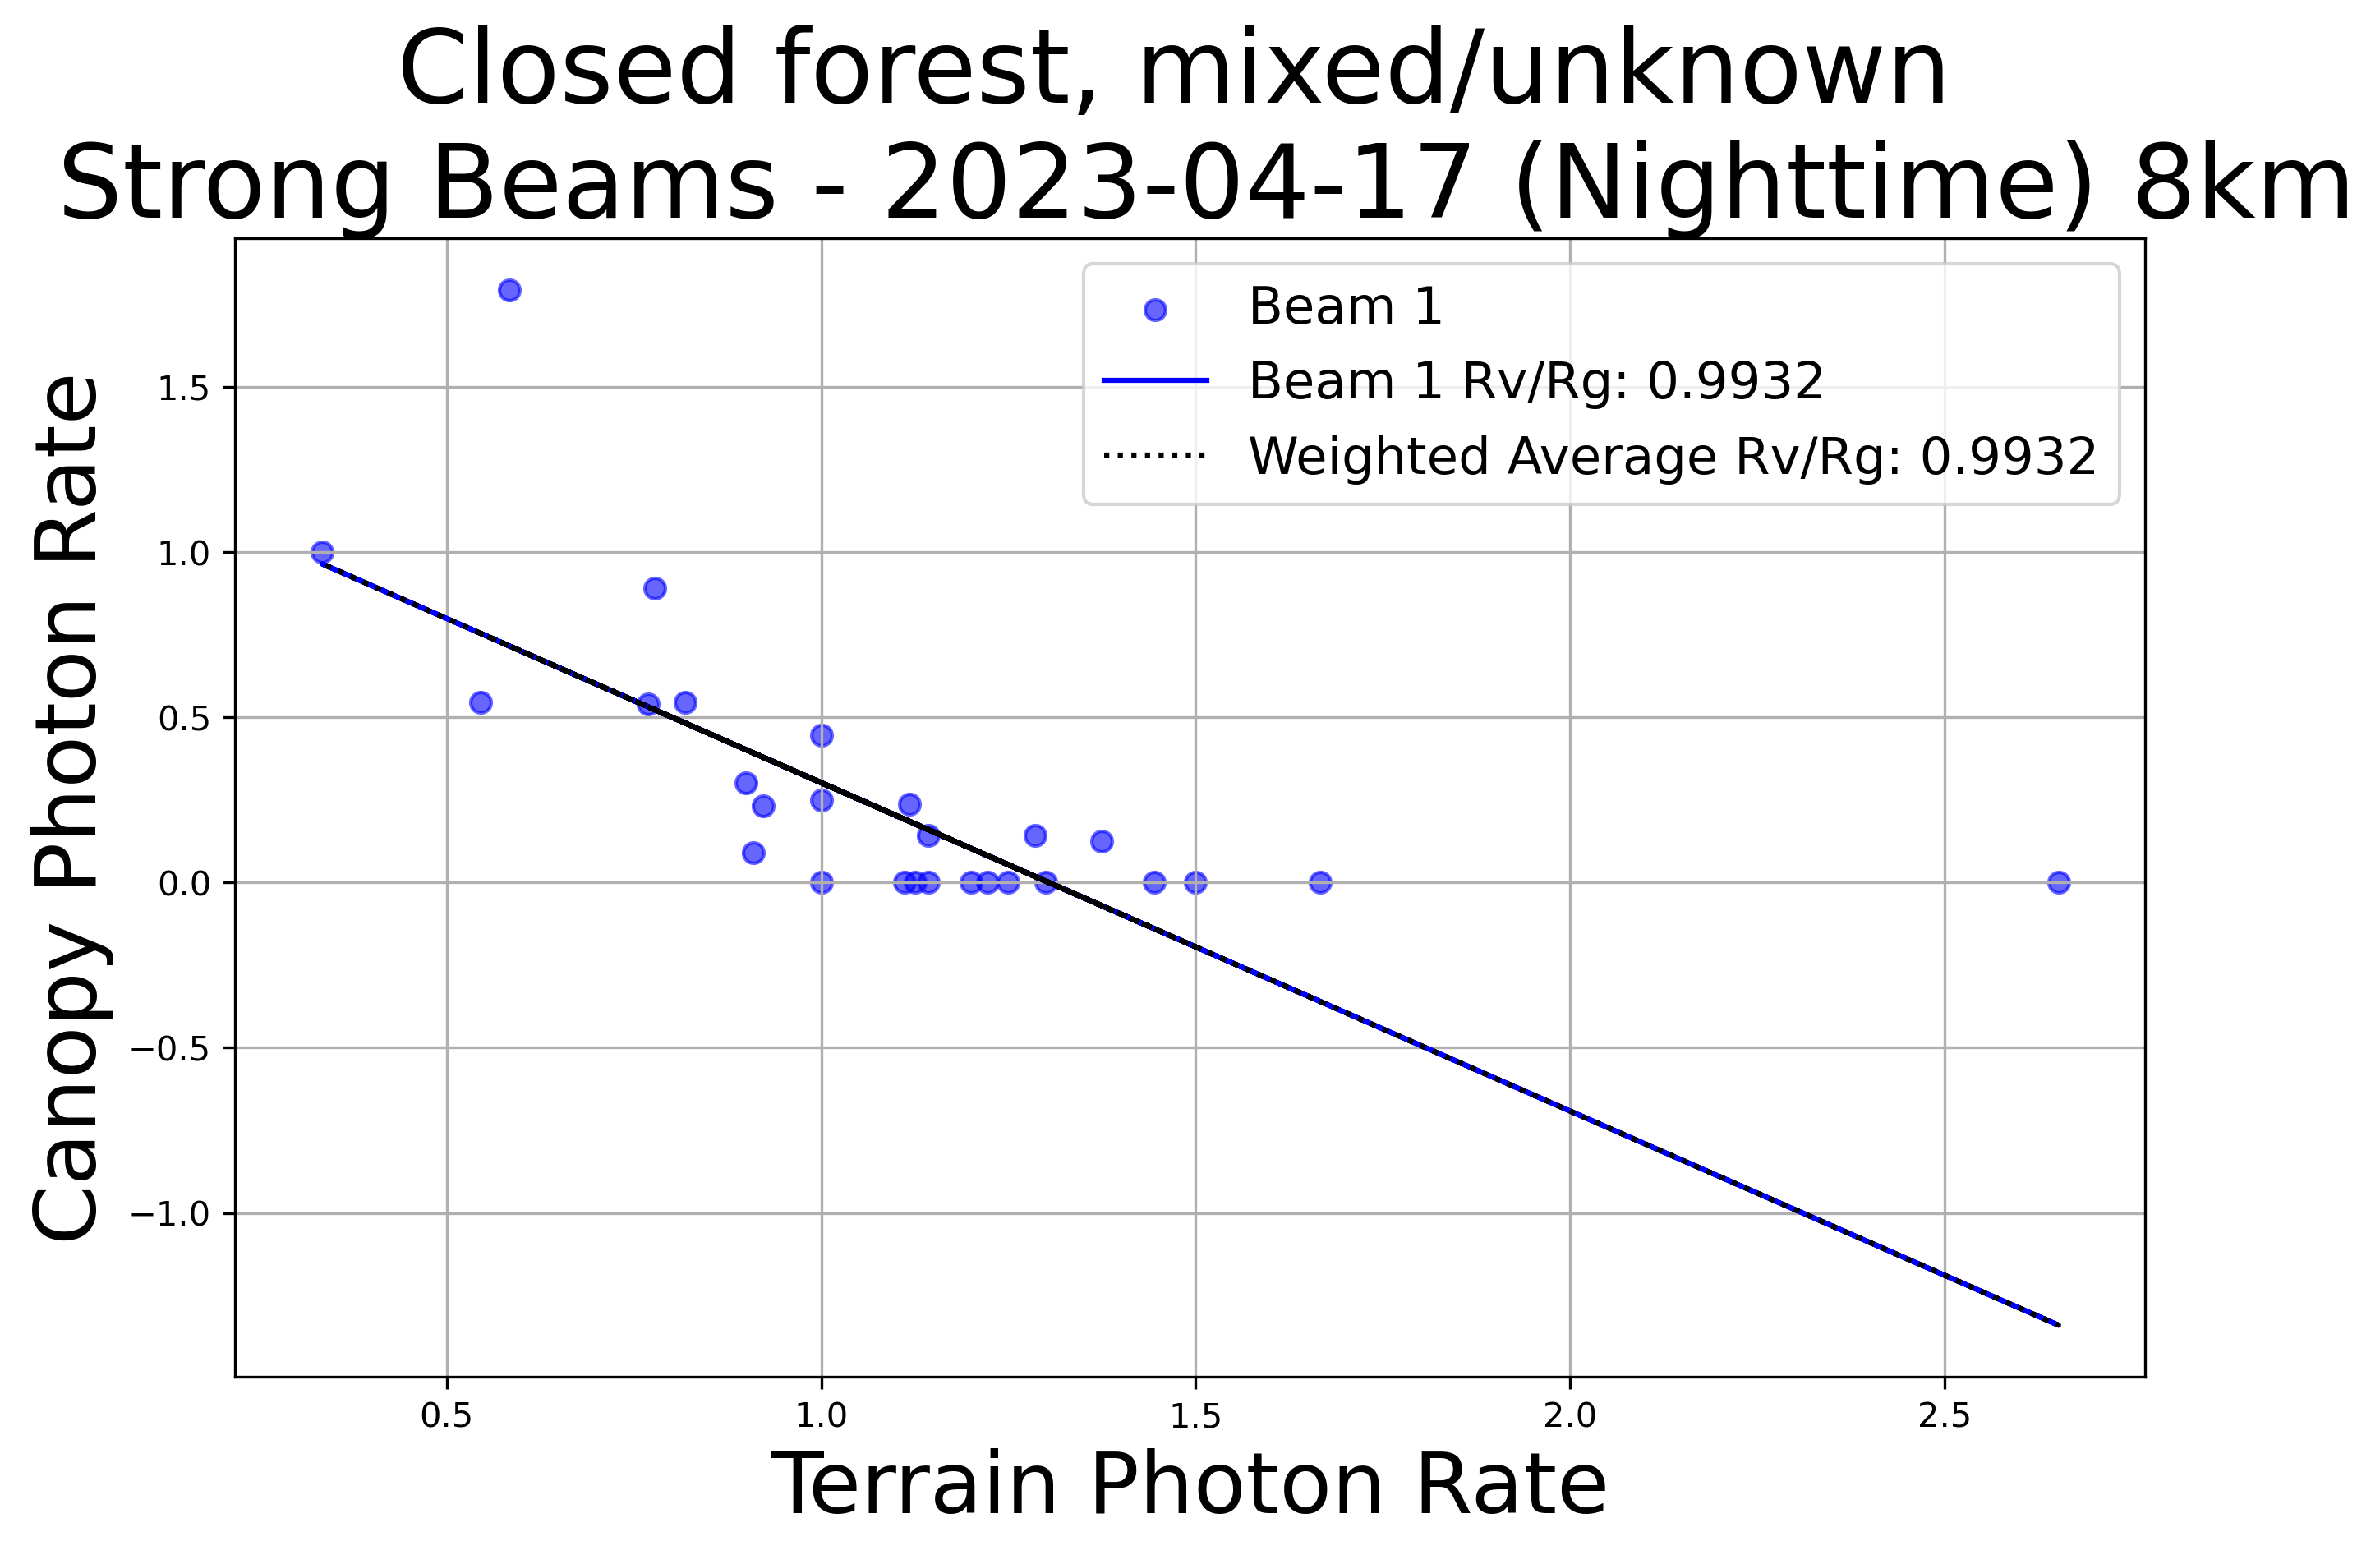 Closed forest, mixed/unknown
Strong Beams - 2023-04-17 (Nighttime) 8km
Beam 1
Beam 1 Rv/Rg: 0.9932
Weighted Average Rv/Rg: 0.9932
Canopy Photon Rate
1.5
1.0
0.5
0.0
−0.5
−1.0
0.5 1.0 1.5 2.0 2.5
Terrain Photon Rate